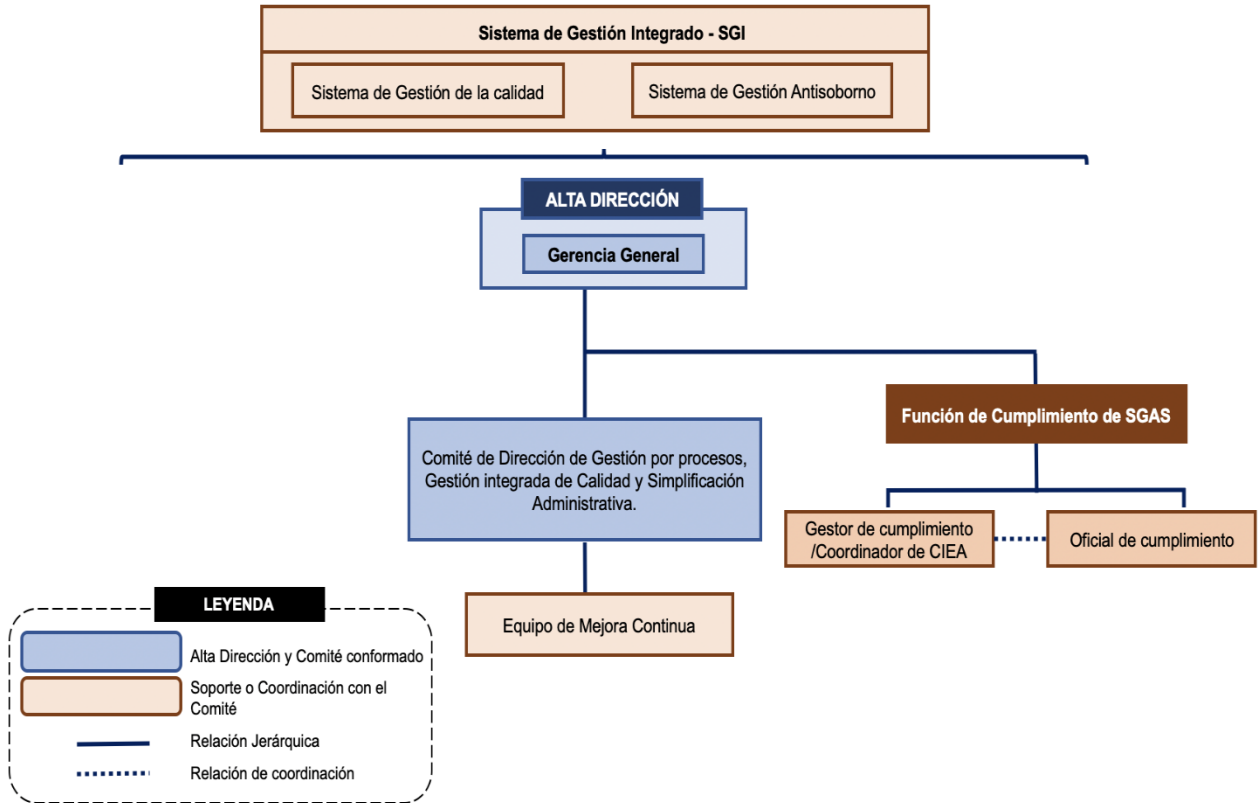 Sistema de Gestión Integrado - SGI
Sistema de Gestión de la calidad
Sistema de Gestión Antisoborno
ALTA DIRECCIÓN
Gerencia General
Función de Cumplimiento de SGAS
Comité de Dirección de Gestión por procesos,
Gestión integrada de Calidad y Simplificación
Administrativa.
Gestor de cumplimiento
/Coordinador de CIEA
Oficial de cumplimiento
Equipo de Mejora Continua
LEYENDA
Alta Dirección y Comité conformado
Soporte o Coordinación con el
Comité
Relación Jerárquica
Relación de coordinación